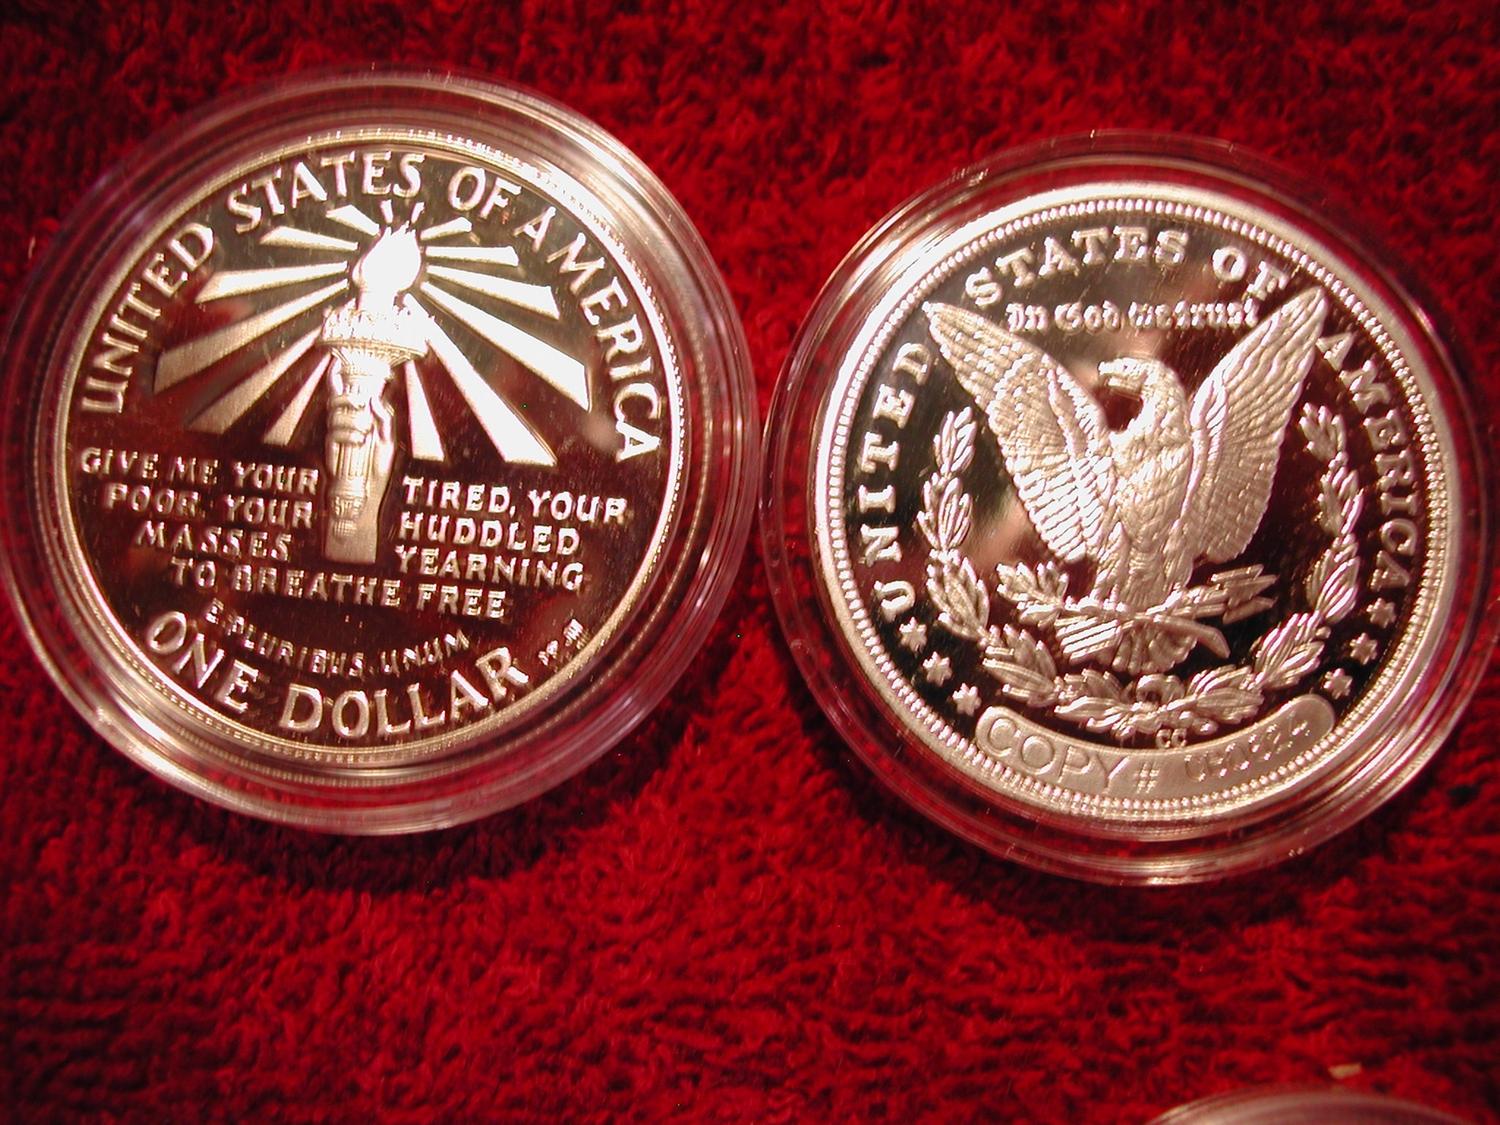 UNITED STATES OF AMERICA
GIVE ME YOUR TIRED, YOUR
POOR, YOUR HUDDLED
MASSES YEARNING
TO BREATHE FREE
E PLURIBUS UNUM
ONE DOLLAR
UNITED STATES OF AMERICA
In God We trust
CC
COPY #